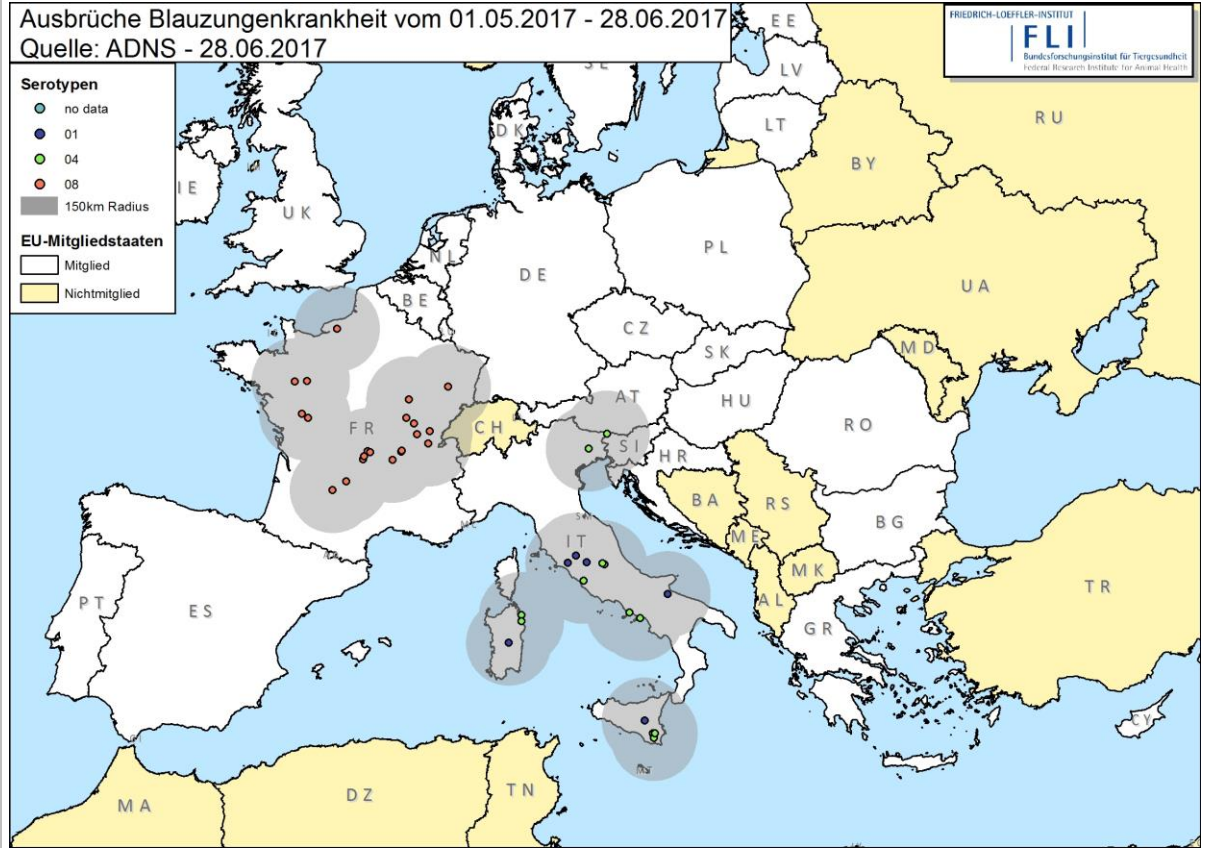 Ausbrüche Blauzungenkrankheit vom 01.05.2017 - 28.06.2017
Quelle: ADNS - 28.06.2017
FRIEDRICH-LOEFFLER-INSTITUT
FLI
Bundesforschungsinstitut für Tiergesundheit
Federal Research Institute for Animal Health
Serotypen
no data
01
04
08
150km Radius
EU-Mitgliedstaaten
Mitglied
Nichtmitglied
EE
SE
LV
DK
LT
RU
BY
IE
UK
NL
PL
DE
BE
UA
CZ
SK
MD
AT
HU
FR
CH
RO
SI
HR
BA
RS
BG
IT
ME
MK
AL
TR
PT
ES
GR
CY
MA
DZ
TN